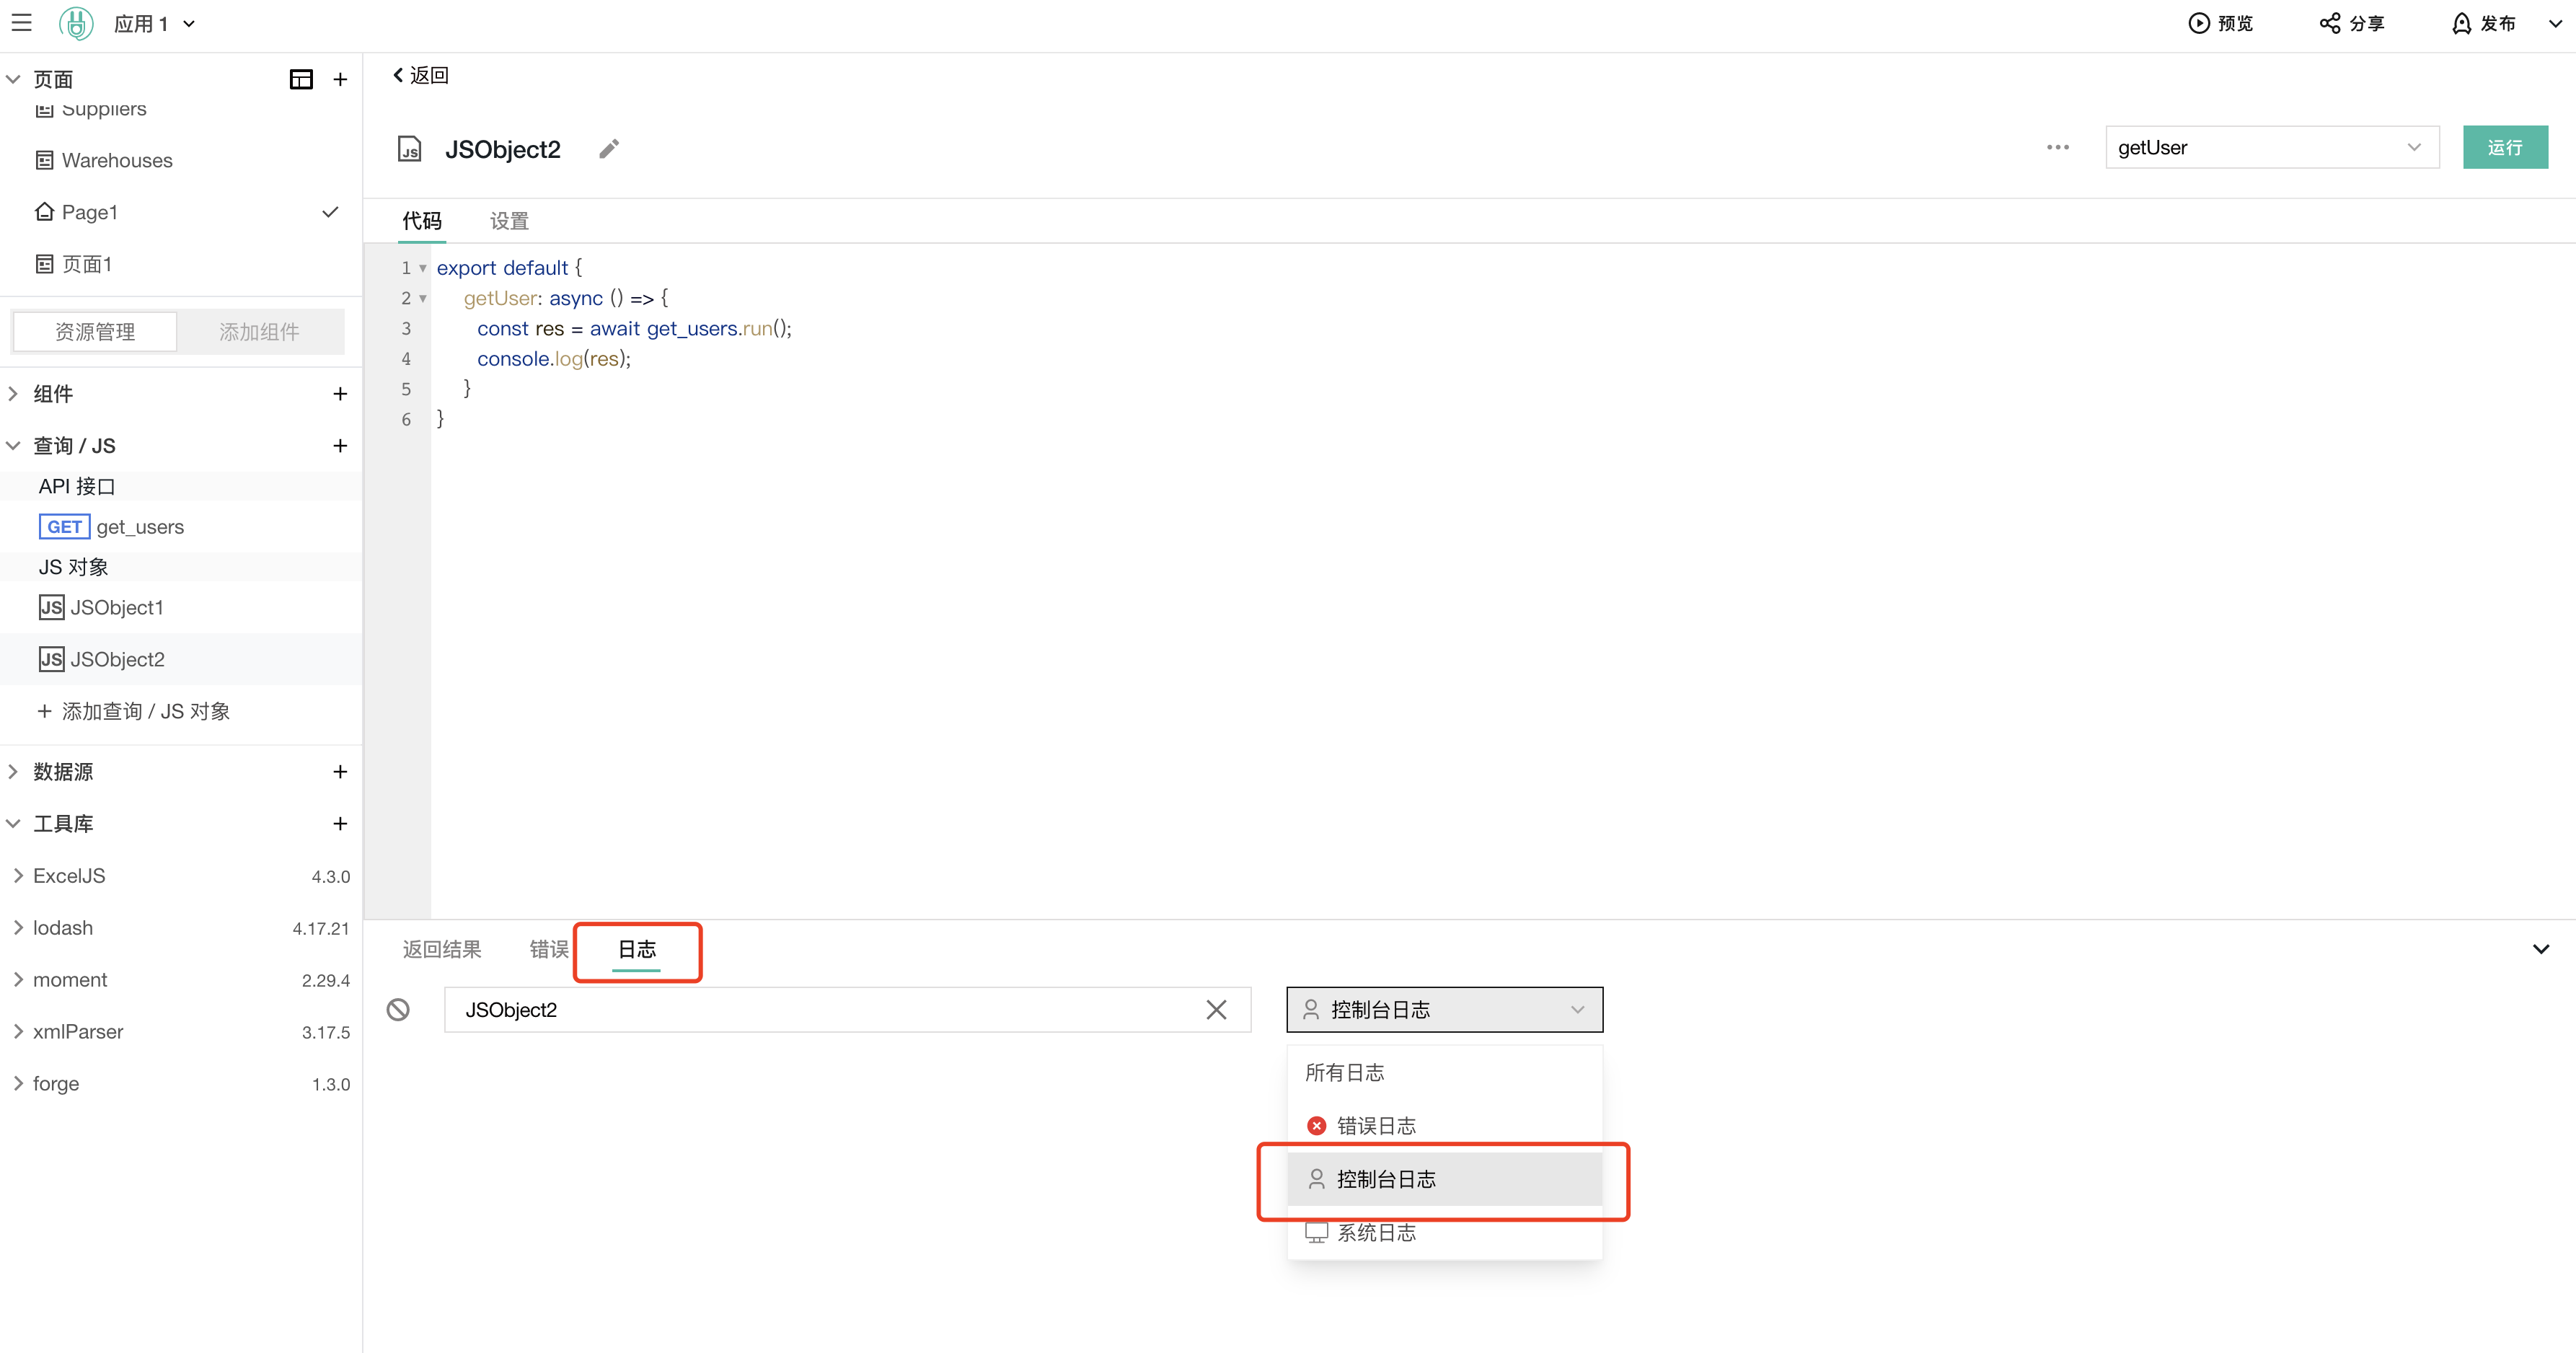 应用 1
预览
分享
发布
页面
Suppliers
Warehouses
Page1
页面1
资源管理
添加组件
组件
查询 / JS
API 接口
GET get_users
JS 对象
JS JSObject1
JS JSObject2
添加查询 / JS 对象
数据源
工具库
ExcelJS 4.3.0
lodash 4.17.21
moment 2.29.4
xmlParser 3.17.5
forge 1.3.0
返回
JS JSObject2
getUser
运行
代码
设置
1 export default {
2 getUser: async () => {
3 const res = await get_users.run();
4 console.log(res);
5 }
6 }
返回结果
错误
日志
JSObject2
控制台日志
所有日志
错误日志
控制台日志
系统日志